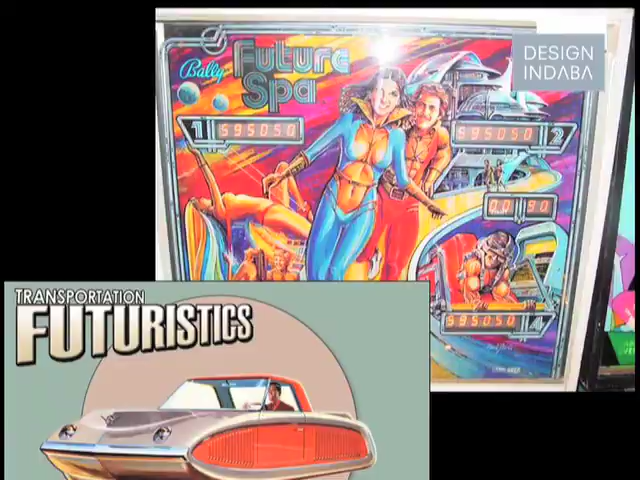 DESIGN
INDABA
Bally
Future
Spa
1 595050
595050 2
00 90
595050 4
TRANSPORTATION
FUTURISTICS